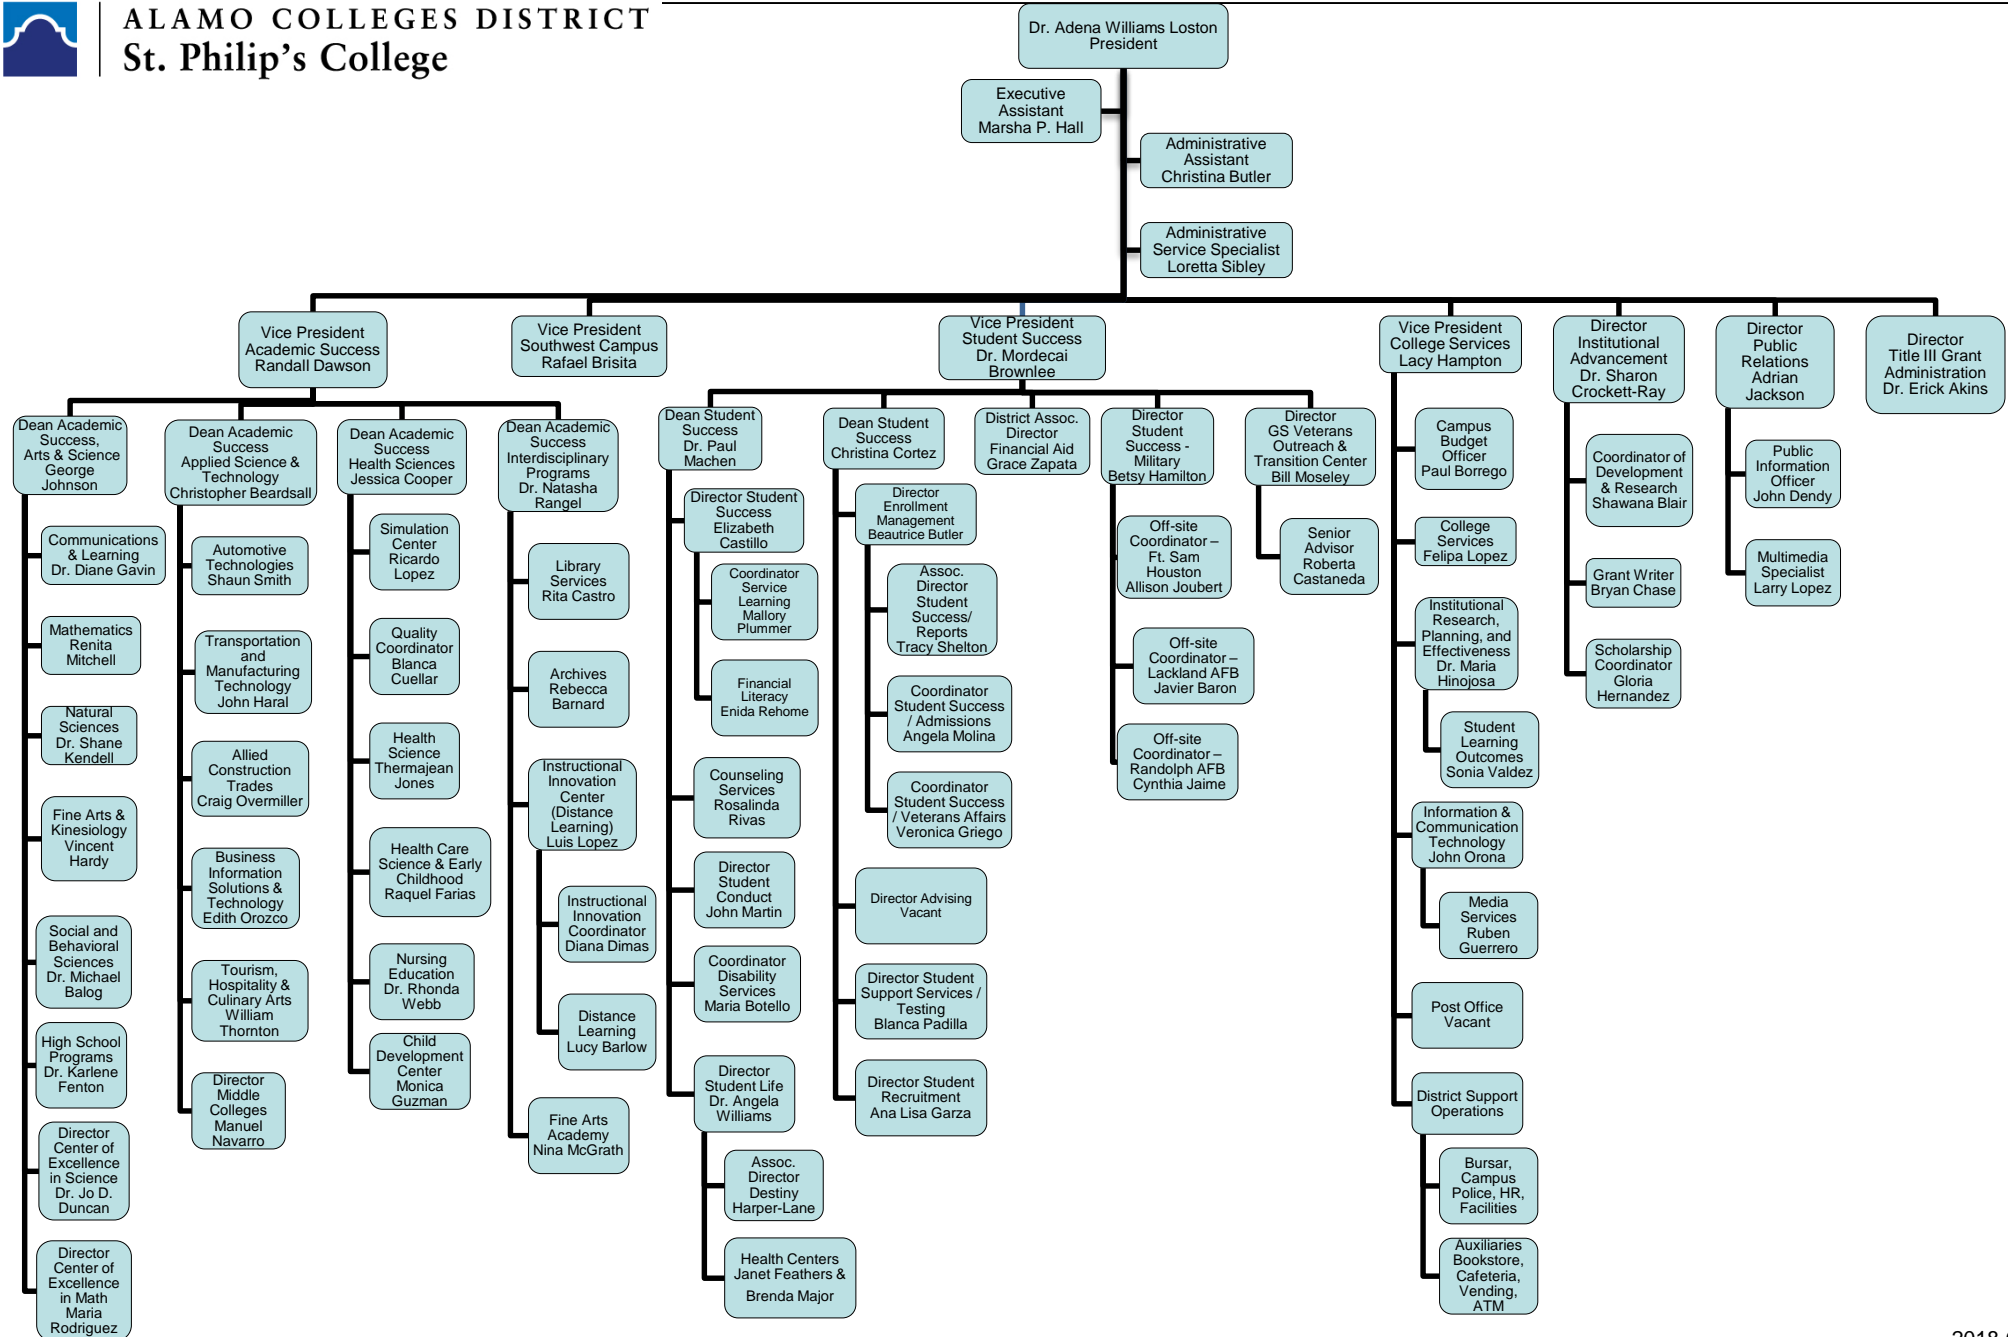 ALAMO COLLEGES DISTRICT
St. Philip's College
Dr. Adena Williams Loston
President
Executive
Assistant
Marsha P. Hall
Administrative
Assistant
Christina Butler
Administrative
Service Specialist
Loretta Sibley
Vice President
Academic Success
Randall Dawson
Vice President
Southwest Campus
Rafael Brisita
Vice President
Student Success
Dr. Mordecai
Brownlee
Vice President
College Services
Lacy Hampton
Director
Institutional
Advancement
Dr. Sharon
Crockett-Ray
Director
Public
Relations
Adrian
Jackson
Director
Title III Grant
Administration
Dr. Erick Akins
Dean Academic
Success,
Arts & Science
George
Johnson
Communications
& Learning
Dr. Diane Gavin
Mathematics
Renita
Mitchell
Natural
Sciences
Dr. Shane
Kendell
Fine Arts &
Kinesiology
Vincent
Hardy
Social and
Behavioral
Sciences
Dr. Michael
Balog
High School
Programs
Dr. Karlene
Fenton
Director
Center of
Excellence
in Science
Dr. Jo D.
Duncan
Director
Center of
Excellence
in Math
Maria
Rodriguez
Dean Academic
Success
Applied Science &
Technology
Christopher Beardsall
Automotive
Technologies
Shaun Smith
Transportation
and
Manufacturing
Technology
John Haral
Allied
Construction
Trades
Craig Overmiller
Business
Information
Solutions &
Technology
Edith Orozco
Tourism,
Hospitality &
Culinary Arts
William
Thornton
Director
Middle
Colleges
Manuel
Navarro
Dean Academic
Success
Health Sciences
Jessica Cooper
Simulation
Center
Ricardo
Lopez
Quality
Coordinator
Blanca
Cuellar
Health
Science
Thermajean
Jones
Health Care
Science & Early
Childhood
Raquel Farias
Nursing
Education
Dr. Rhonda
Webb
Child
Development
Center
Monica
Guzman
Dean Academic
Success
Interdisciplinary
Programs
Dr. Natasha
Rangel
Library
Services
Rita Castro
Archives
Rebecca
Barnard
Instructional
Innovation
Center
(Distance
Learning)
Luis Lopez
Instructional
Innovation
Coordinator
Diana Dimas
Distance
Learning
Lucy Barlow
Fine Arts
Academy
Nina McGrath
Dean Student
Success
Dr. Paul
Machen
Director Student
Success
Elizabeth
Castillo
Coordinator
Service
Learning
Mallory
Plummer
Financial
Literacy
Enida Rehome
Counseling
Services
Rosalinda
Rivas
Director
Student
Conduct
John Martin
Coordinator
Disability
Services
Maria Botello
Director
Student Life
Dr. Angela
Williams
Assoc.
Director
Destiny
Harper-Lane
Health Centers
Janet Feathers &
Brenda Major
Dean Student
Success
Christina Cortez
Director
Enrollment
Management
Beautrice Butler
Assoc.
Director
Student
Success/
Reports
Tracy Shelton
Coordinator
Student Success
/ Admissions
Angela Molina
Coordinator
Student Success
/ Veterans Affairs
Veronica Griego
Director Advising
Vacant
Director Student
Support Services /
Testing
Blanca Padilla
Director Student
Recruitment
Ana Lisa Garza
District Assoc.
Director
Financial Aid
Grace Zapata
Director
Student
Success -
Military
Betsy Hamilton
Off-site
Coordinator –
Ft. Sam
Houston
Allison Joubert
Off-site
Coordinator –
Lackland AFB
Javier Baron
Off-site
Coordinator –
Randolph AFB
Cynthia Jaime
Director
GS Veterans
Outreach &
Transition Center
Bill Moseley
Senior
Advisor
Roberta
Castaneda
Campus
Budget
Officer
Paul Borrego
College
Services
Felipa Lopez
Institutional
Research,
Planning, and
Effectiveness
Dr. Maria
Hinojosa
Student
Learning
Outcomes
Sonia Valdez
Information &
Communication
Technology
John Orona
Media
Services
Ruben
Guerrero
Post Office
Vacant
District Support
Operations
Bursar,
Campus
Police, HR,
Facilities
Auxiliaries
Bookstore,
Cafeteria,
Vending,
ATM
Coordinator of
Development
& Research
Shawana Blair
Grant Writer
Bryan Chase
Scholarship
Coordinator
Gloria
Hernandez
Public
Information
Officer
John Dendy
Multimedia
Specialist
Larry Lopez